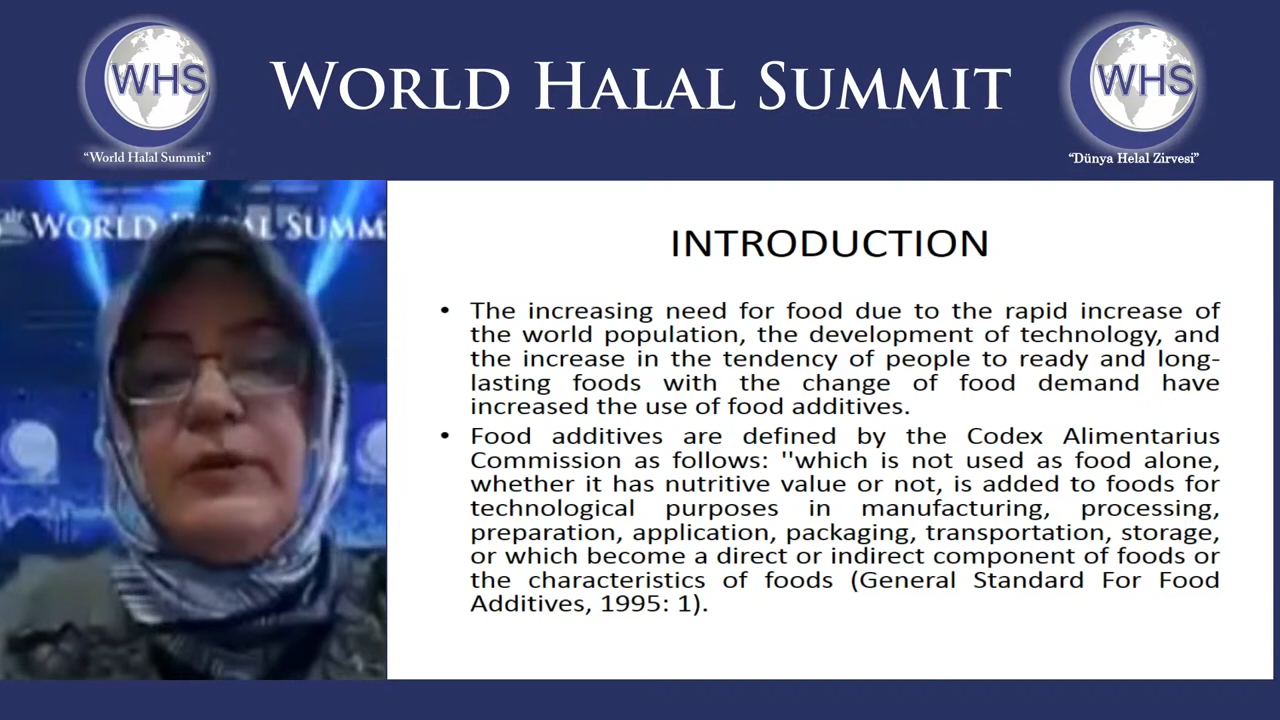 WHS
"World Halal Summit"
WORLD HALAL SUMMIT
WHS
"Dünya Helal Zirvesi"
WORLD HALAL SUMM
INTRODUCTION
• The increasing need for food due to the rapid increase of
the world population, the development of technology, and
the increase in the tendency of people to ready and long-
lasting foods with the change of food demand have
increased the use of food additives.
• Food additives are defined by the Codex Alimentarius
Commission as follows: ''which is not used as food alone,
whether it has nutritive value or not, is added to foods for
technological purposes in manufacturing, processing,
preparation, application, packaging, transportation, storage,
or which become a direct or indirect component of foods or
the characteristics of foods (General Standard For Food
Additives, 1995: 1).